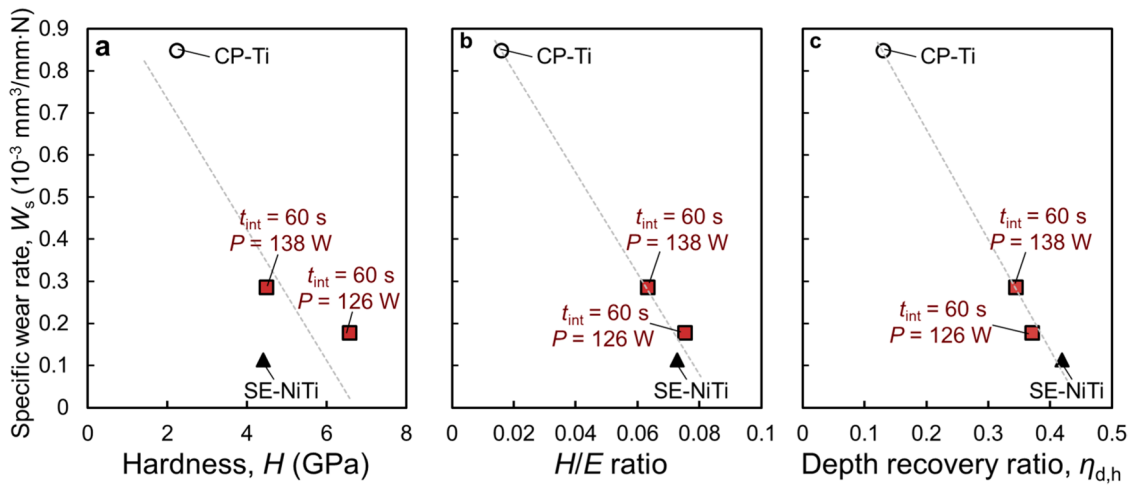 Specific wear rate, Ws (10-3 mm3/mm·N)
0.9
0.8
0.7
0.6
0.5
0.4
0.3
0.2
0.1
0
a
CP-Ti
tint = 60 s
P = 138 W
tint = 60 s
P = 126 W
SE-NiTi
0 2 4 6 8
Hardness, H (GPa)
b
CP-Ti
tint = 60 s
P = 138 W
tint = 60 s
P = 126 W
SE-NiTi
0 0.02 0.04 0.06 0.08 0.1
H/E ratio
c
CP-Ti
tint = 60 s
P = 138 W
tint = 60 s
P = 126 W
SE-NiTi
0 0.1 0.2 0.3 0.4 0.5
Depth recovery ratio, ηd,h